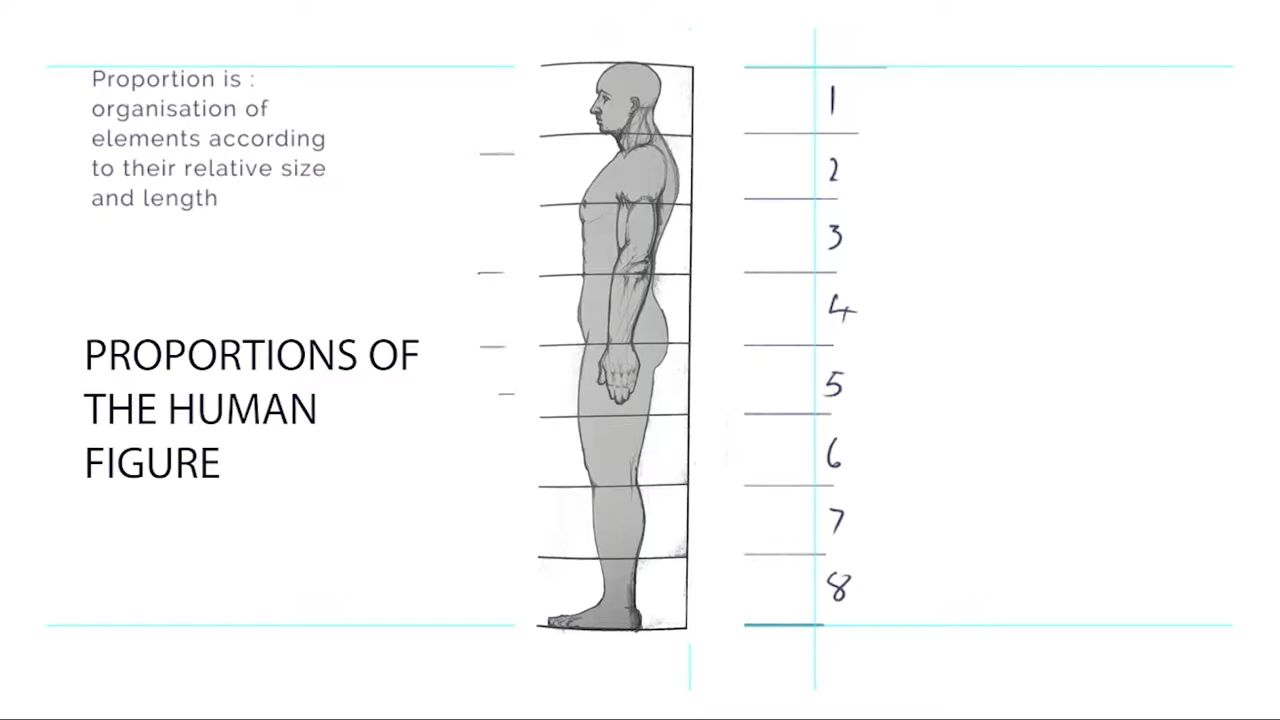 Proportion is :
organisation of
elements according
to their relative size
and length
PROPORTIONS OF
THE HUMAN
FIGURE
1
2
3
4
5
6
7
8